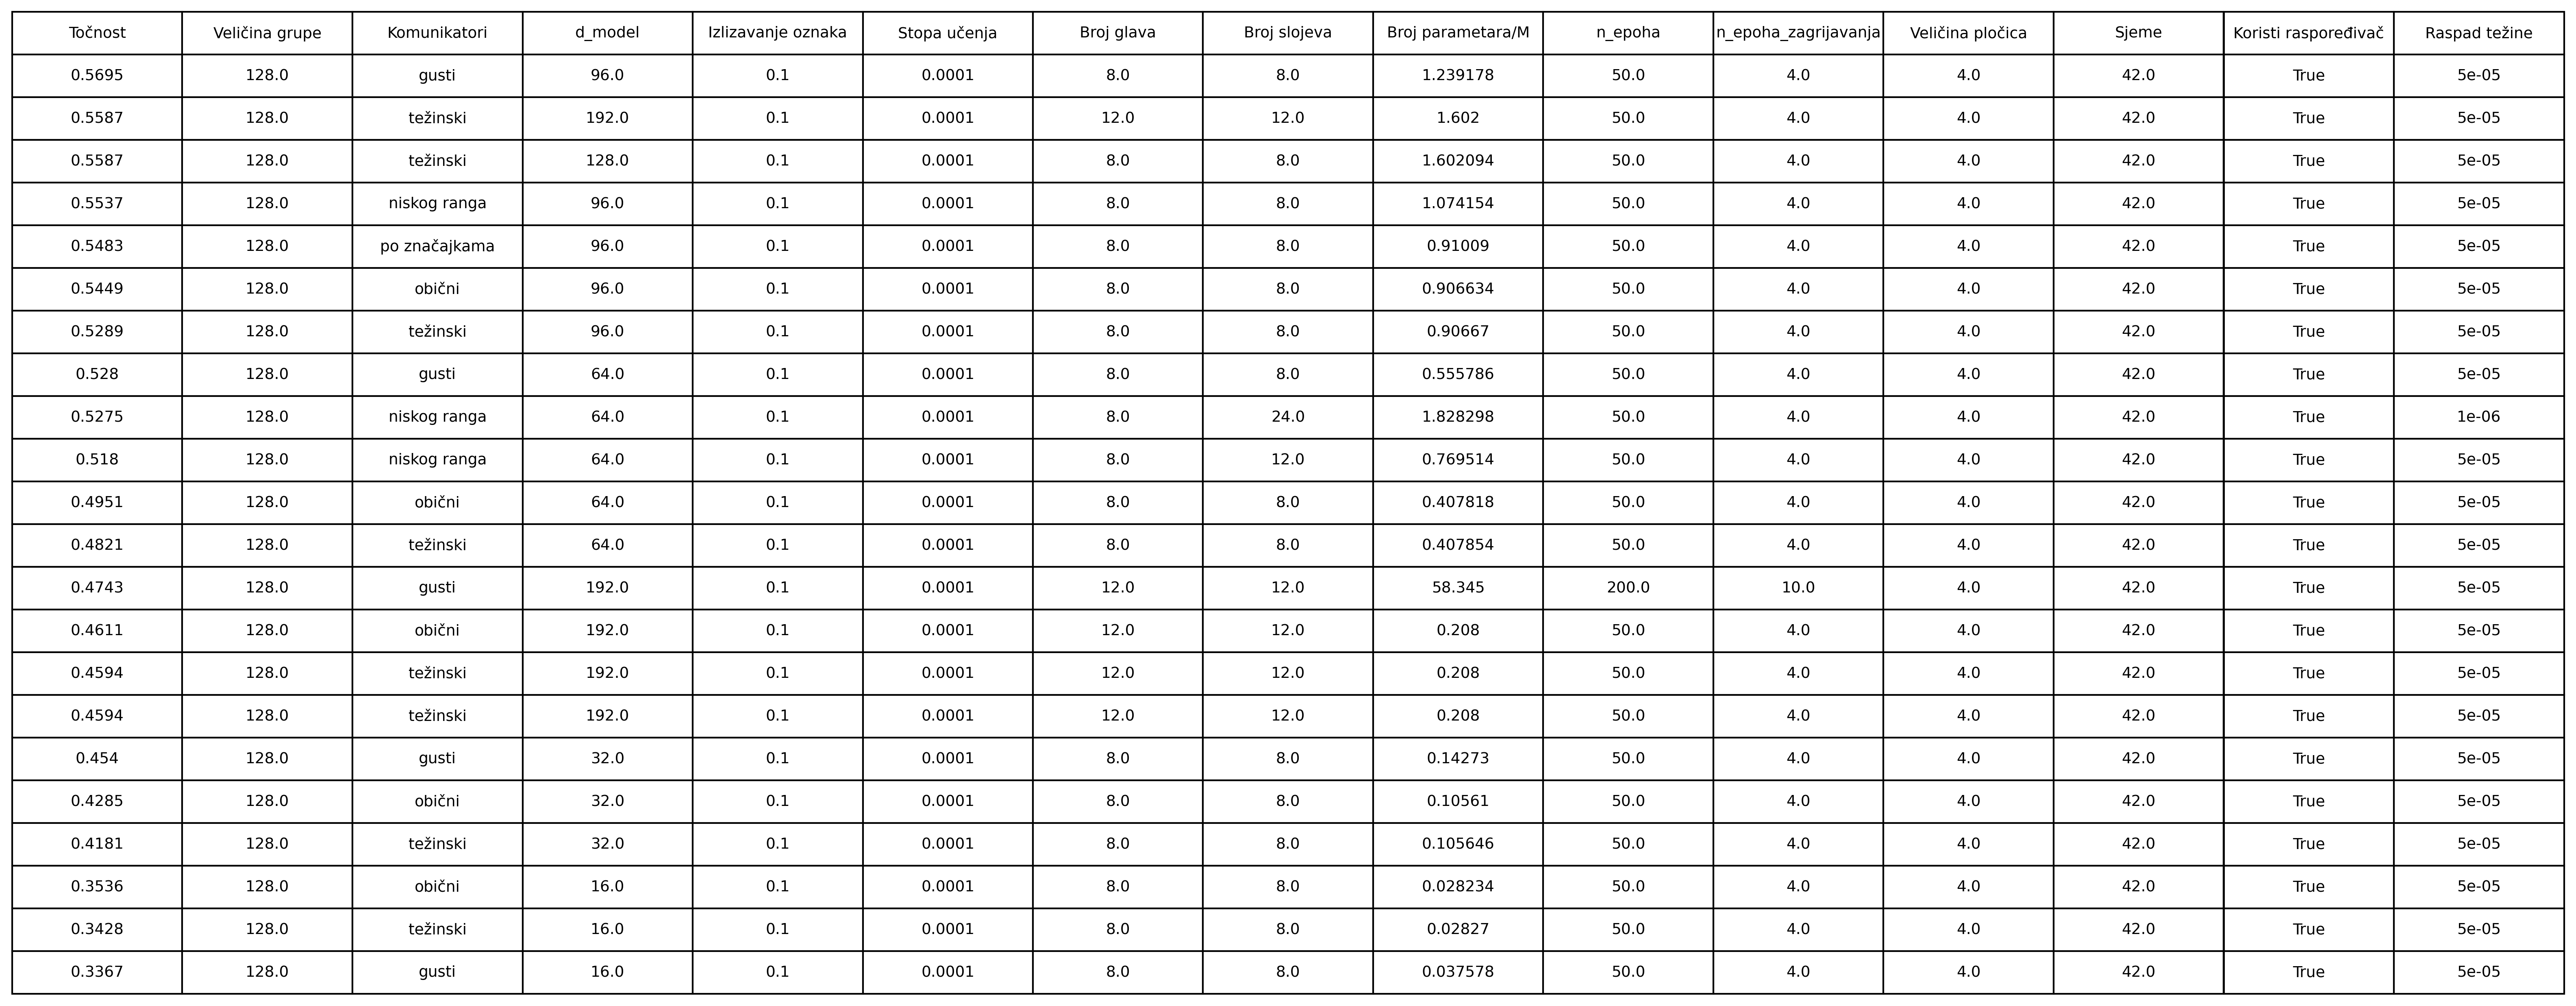 Točnost Veličina grupe Komunikatori d_model Izlizavanje oznaka Stopa učenja Broj glava Broj slojeva Broj parametara/M n_epoha n_epoha_zagrijavanja Veličina pločica Sjeme Koristi raspoređivač Raspad težine
0.5695 128.0 gusti 96.0 0.1 0.0001 8.0 8.0 1.239178 50.0 4.0 4.0 42.0 True 5e-05
0.5587 128.0 težinski 192.0 0.1 0.0001 12.0 12.0 1.602 50.0 4.0 4.0 42.0 True 5e-05
0.5587 128.0 težinski 128.0 0.1 0.0001 8.0 8.0 1.602094 50.0 4.0 4.0 42.0 True 5e-05
0.5537 128.0 niskog ranga 96.0 0.1 0.0001 8.0 8.0 1.074154 50.0 4.0 4.0 42.0 True 5e-05
0.5483 128.0 po značajkama 96.0 0.1 0.0001 8.0 8.0 0.91009 50.0 4.0 4.0 42.0 True 5e-05
0.5449 128.0 obični 96.0 0.1 0.0001 8.0 8.0 0.906634 50.0 4.0 4.0 42.0 True 5e-05
0.5289 128.0 težinski 96.0 0.1 0.0001 8.0 8.0 0.90667 50.0 4.0 4.0 42.0 True 5e-05
0.528 128.0 gusti 64.0 0.1 0.0001 8.0 8.0 0.555786 50.0 4.0 4.0 42.0 True 5e-05
0.5275 128.0 niskog ranga 64.0 0.1 0.0001 8.0 24.0 1.828298 50.0 4.0 4.0 42.0 True 1e-06
0.518 128.0 niskog ranga 64.0 0.1 0.0001 8.0 12.0 0.769514 50.0 4.0 4.0 42.0 True 5e-05
0.4951 128.0 obični 64.0 0.1 0.0001 8.0 8.0 0.407818 50.0 4.0 4.0 42.0 True 5e-05
0.4821 128.0 težinski 64.0 0.1 0.0001 8.0 8.0 0.407854 50.0 4.0 4.0 42.0 True 5e-05
0.4743 128.0 gusti 192.0 0.1 0.0001 12.0 12.0 58.345 200.0 10.0 4.0 42.0 True 5e-05
0.4611 128.0 obični 192.0 0.1 0.0001 12.0 12.0 0.208 50.0 4.0 4.0 42.0 True 5e-05
0.4594 128.0 težinski 192.0 0.1 0.0001 12.0 12.0 0.208 50.0 4.0 4.0 42.0 True 5e-05
0.4594 128.0 težinski 192.0 0.1 0.0001 12.0 12.0 0.208 50.0 4.0 4.0 42.0 True 5e-05
0.454 128.0 gusti 32.0 0.1 0.0001 8.0 8.0 0.14273 50.0 4.0 4.0 42.0 True 5e-05
0.4285 128.0 obični 32.0 0.1 0.0001 8.0 8.0 0.10561 50.0 4.0 4.0 42.0 True 5e-05
0.4181 128.0 težinski 32.0 0.1 0.0001 8.0 8.0 0.105646 50.0 4.0 4.0 42.0 True 5e-05
0.3536 128.0 obični 16.0 0.1 0.0001 8.0 8.0 0.028234 50.0 4.0 4.0 42.0 True 5e-05
0.3428 128.0 težinski 16.0 0.1 0.0001 8.0 8.0 0.02827 50.0 4.0 4.0 42.0 True 5e-05
0.3367 128.0 gusti 16.0 0.1 0.0001 8.0 8.0 0.037578 50.0 4.0 4.0 42.0 True 5e-05